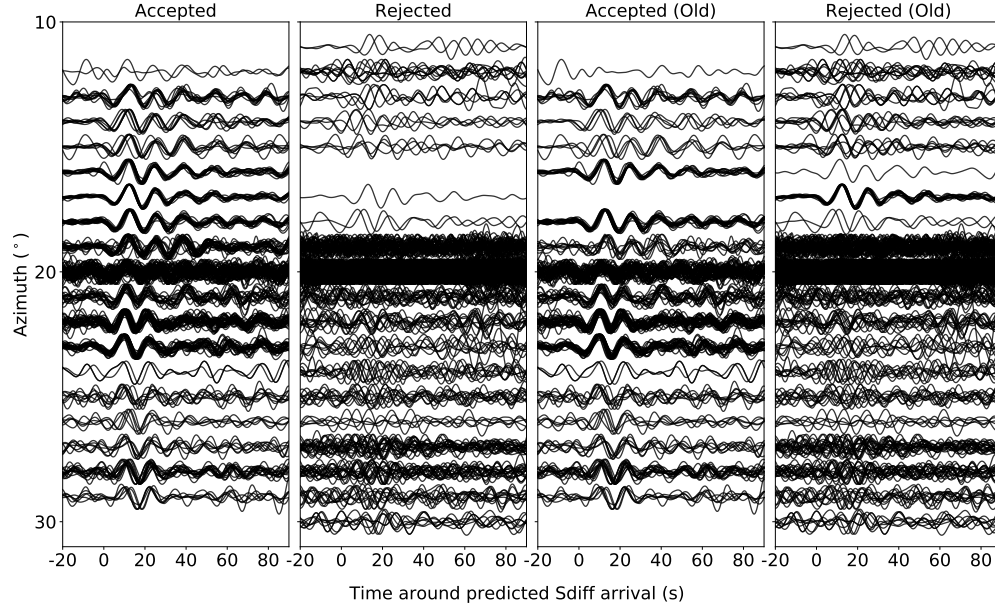 Accepted Rejected Accepted (Old) Rejected (Old)
10
20
30
Azimuth (°)
-20 0 20 40 60 80 -20 0 20 40 60 80 -20 0 20 40 60 80 -20 0 20 40 60 80
Time around predicted Sdiff arrival (s)